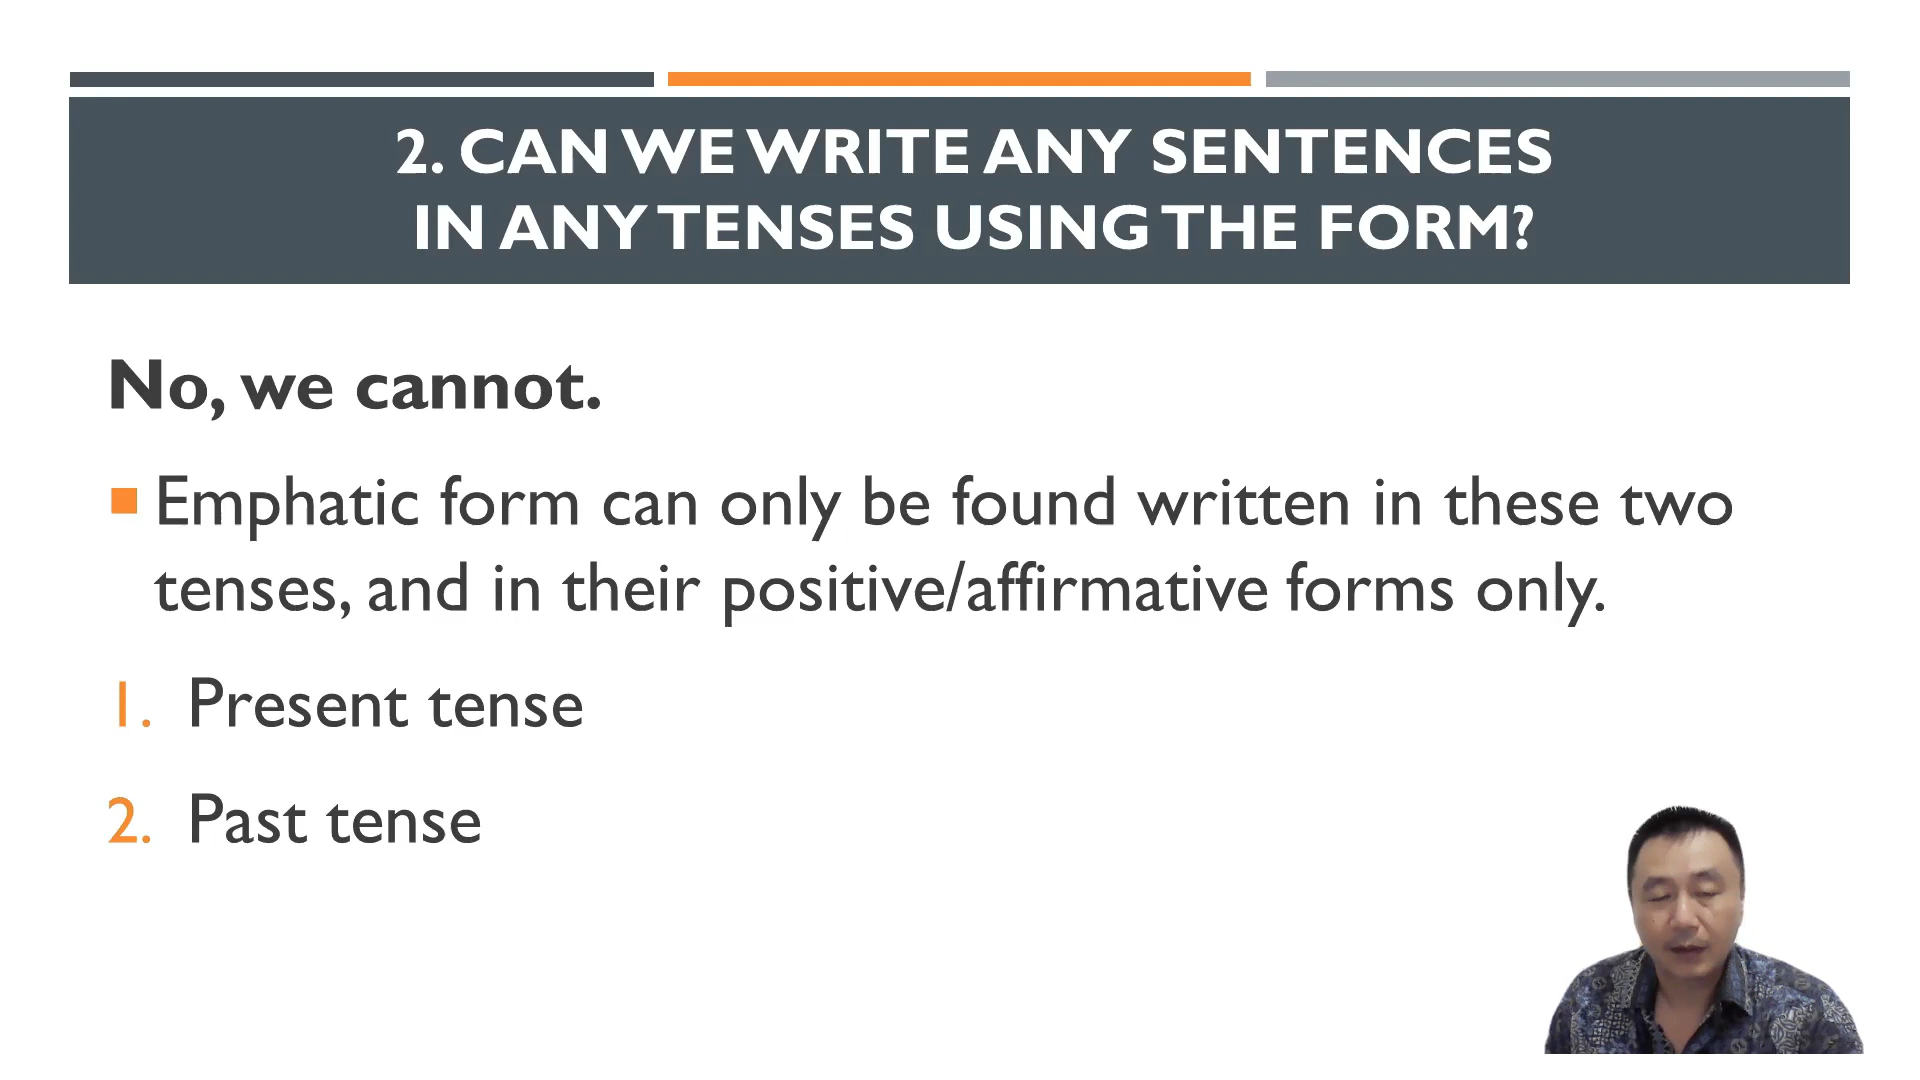 2. CAN WE WRITE ANY SENTENCES
IN ANY TENSES USING THE FORM?
No, we cannot.
Emphatic form can only be found written in these two
tenses, and in their positive/affirmative forms only.
1. Present tense
2. Past tense